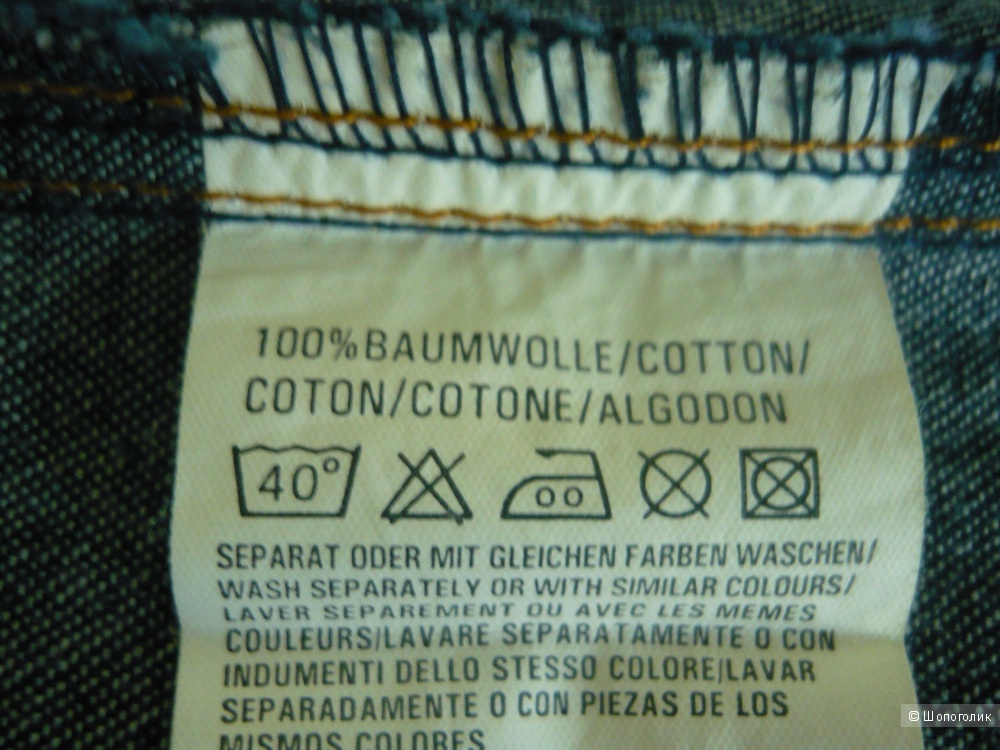 100%BAUMWOLLE/COTTON/
COTON/COTONE/ALGODON
40°
SEPARAT ODER MIT GLEICHEN FARBEN WASCHEN/
WASH SEPARATELY OR WITH SIMILAR COLOURS/
LAVER SEPAREMENT OU AVEC LES MEMES
COULEURS/LAVARE SEPARATAMENTE O CON
INDUMENTI DELLO STESSO COLORE/LAVAR
SEPARADAMENTE O CON PIEZAS DE LOS
MISMOS COLORES
© Шопоголик